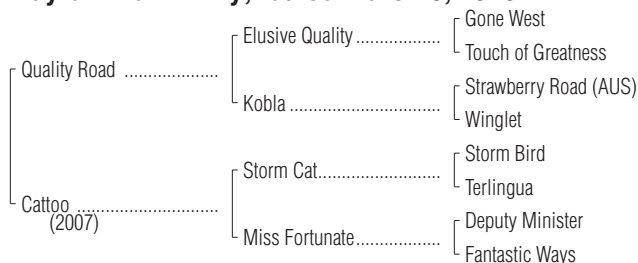 Gone West
Elusive Quality ..................
Touch of Greatness
Quality Road ....................
Strawberry Road (AUS)
Kobla ................................
Winglet
Storm Bird
Storm Cat.........................
Terlingua
Cattoo ..............................
(2007)
Deputy Minister
Miss Fortunate.................
Fantastic Ways